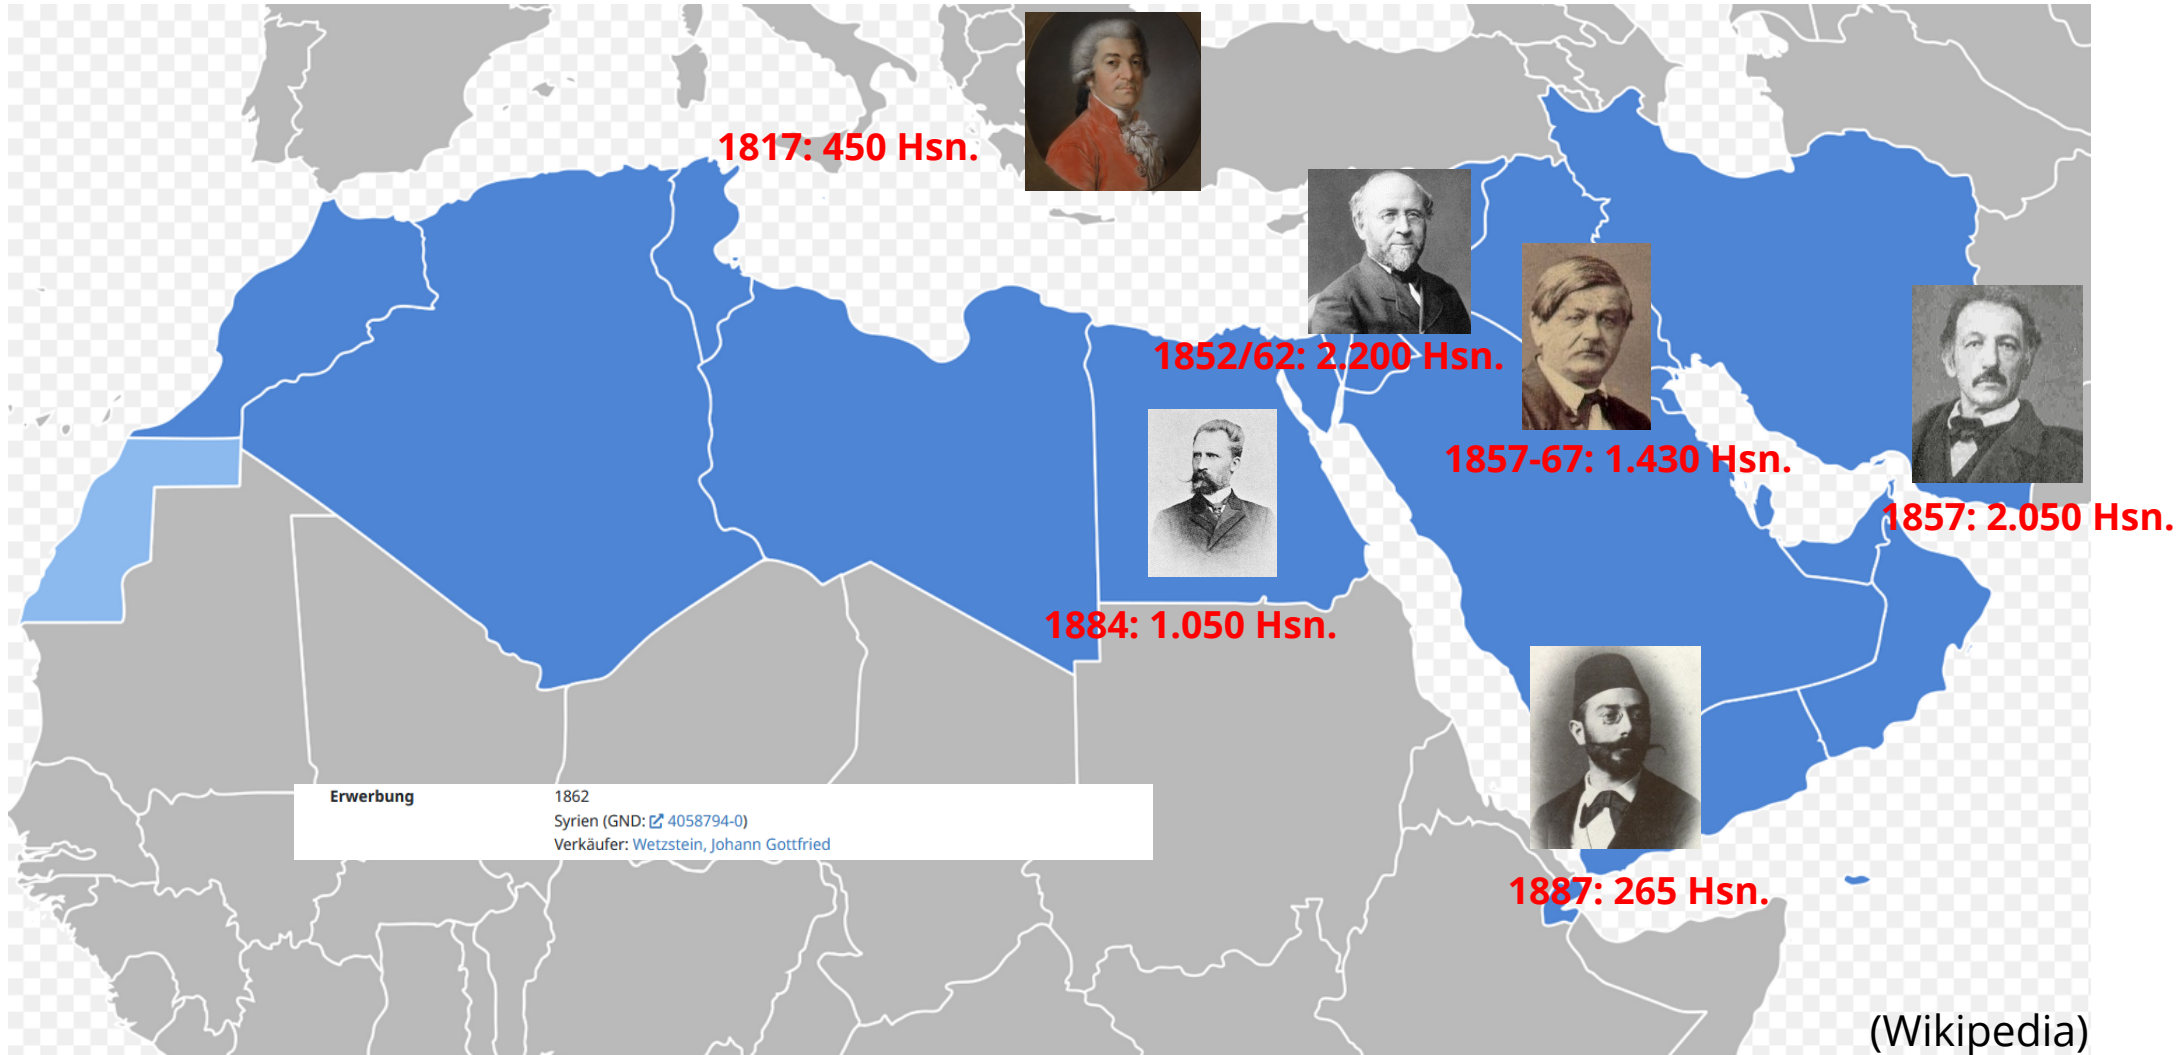 1817: 450 Hsn.
1852/62: 2.200 Hsn.
1857-67: 1.430 Hsn.
1857: 2.050 Hsn.
1884: 1.050 Hsn.
Erwerbung 1862
Syrien (GND: 4058794-0)
Verkäufer: Wetzstein, Johann Gottfried
1887: 265 Hsn.
(Wikipedia)